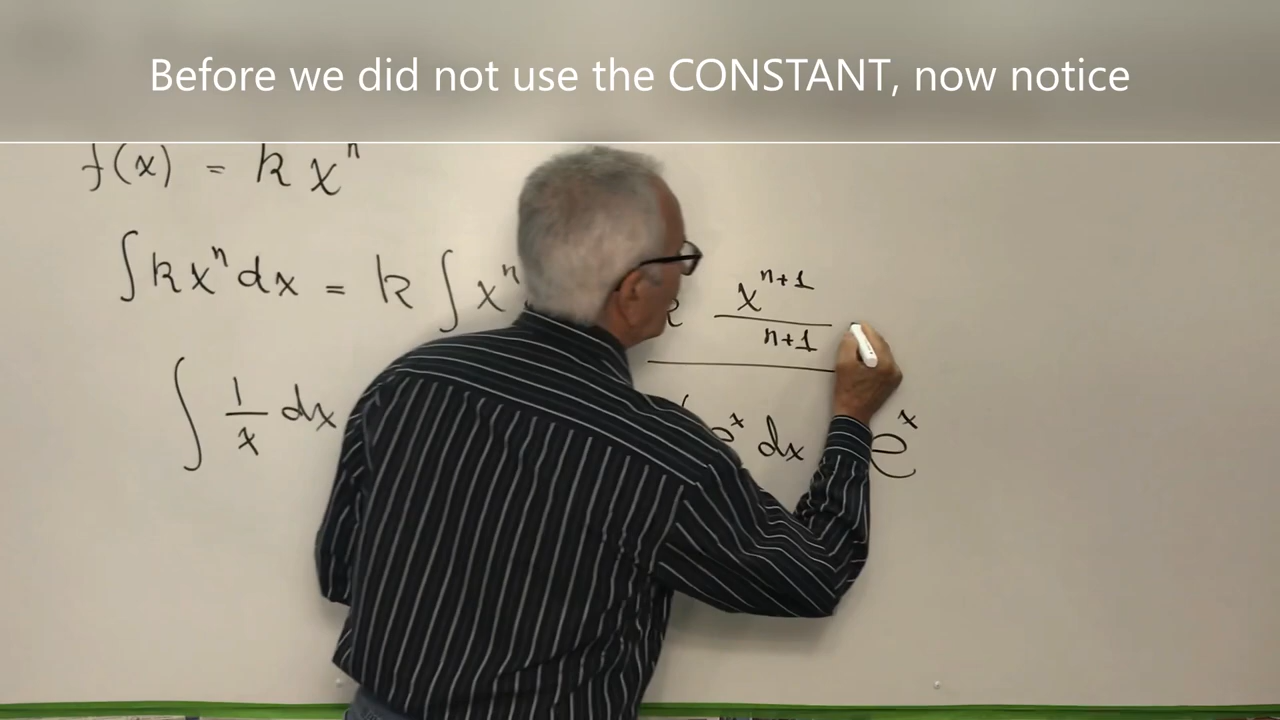 Before we did not use the CONSTANT, now notice
f(x) = k x^n
∫ k x^n dx = k ∫ x^n x^{n+1} / n+1
∫ 1/x dx e^x dx e^x